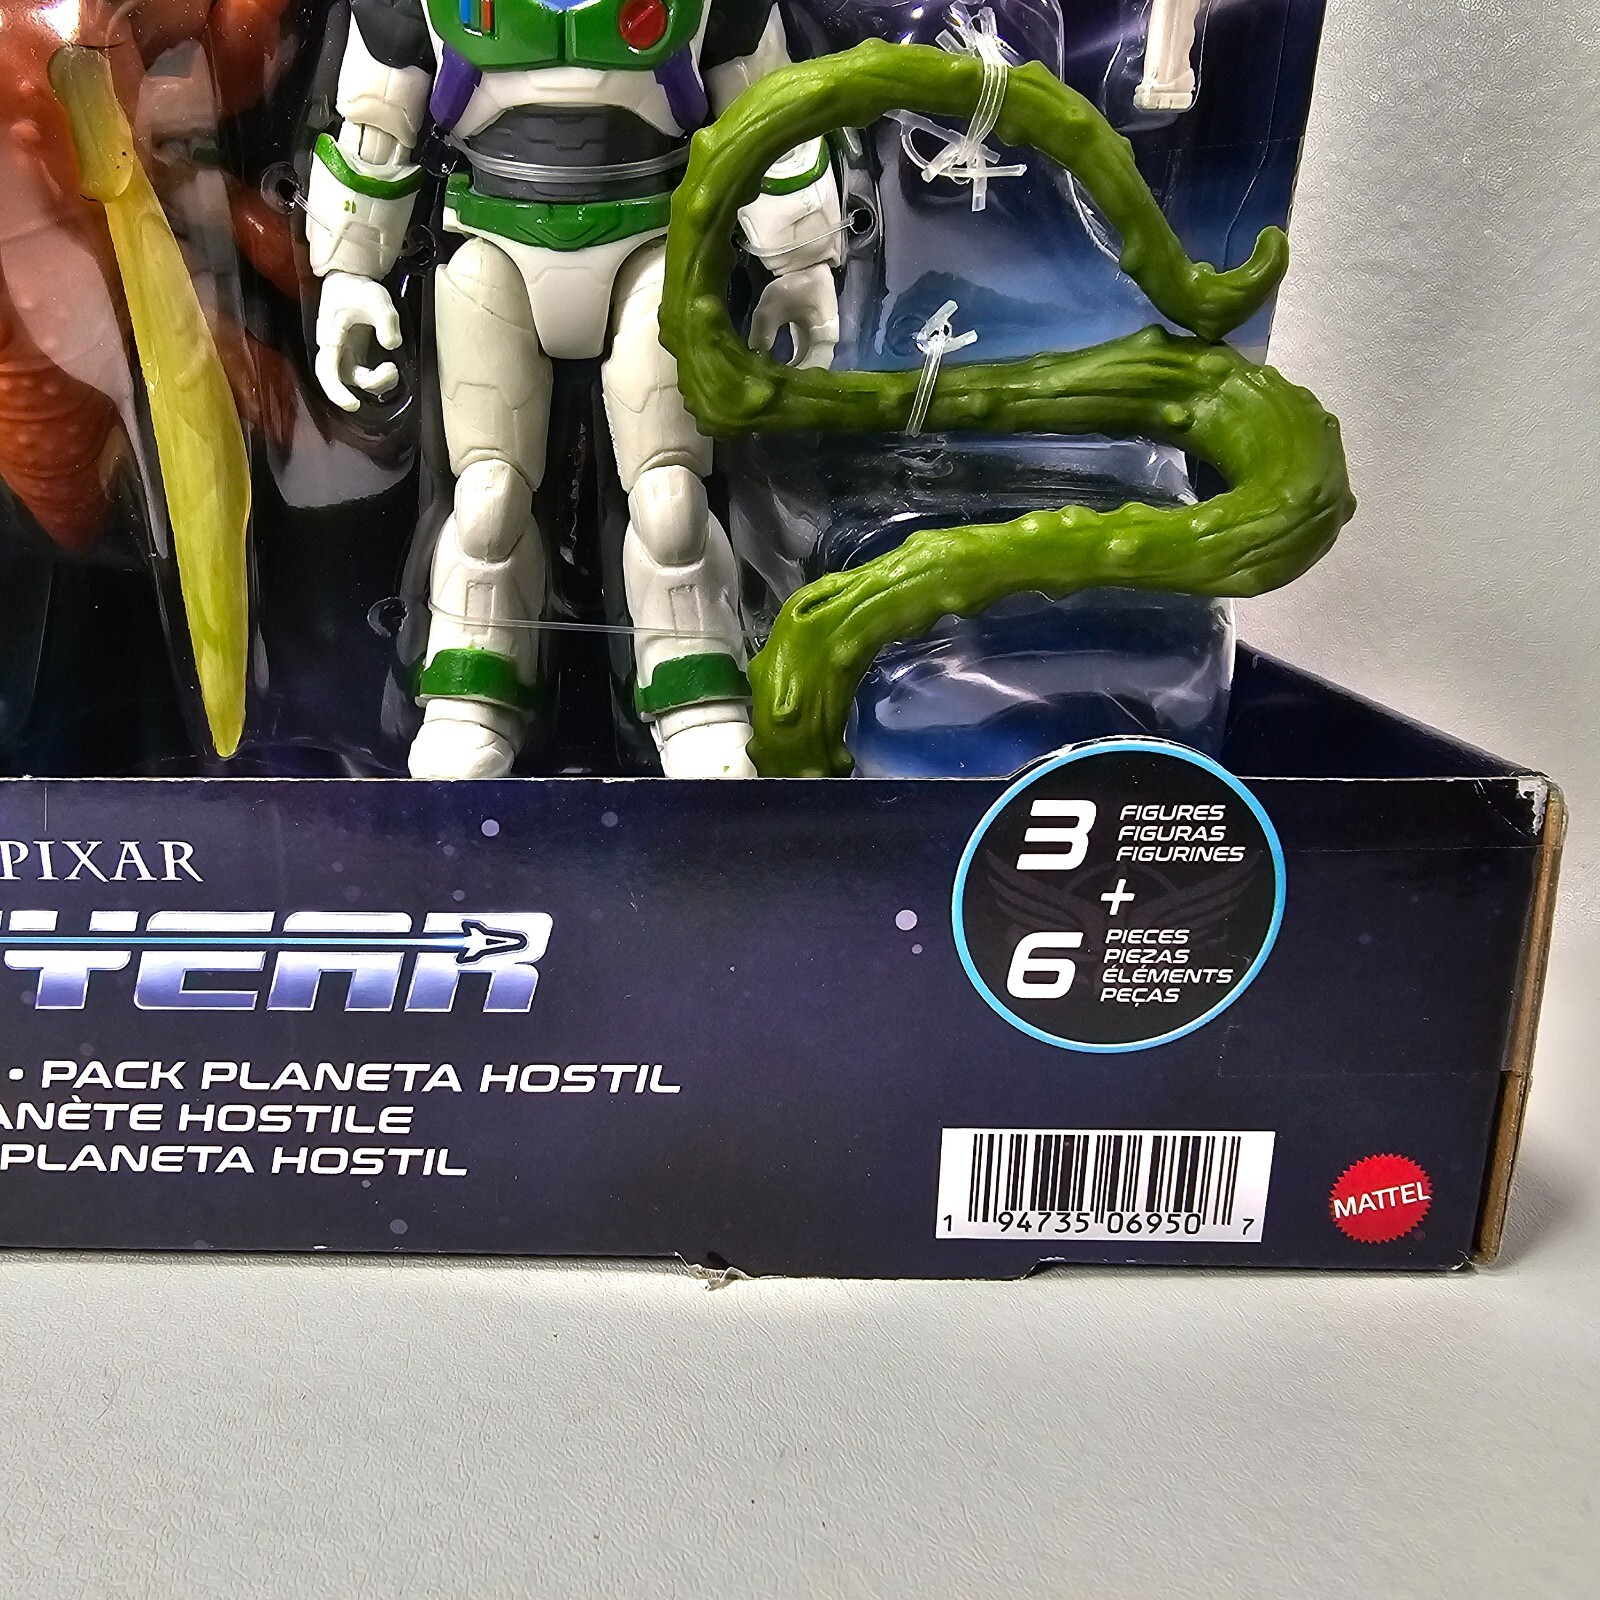 PIXAR
YEAR
• PACK PLANETA HOSTIL
HOSTILE
PLANETA HOSTIL
3 FIGURES
FIGURAS
FIGURINES
+
6 PIECES
PIEZAS
ÉLÉMENTS
PEÇAS
1 94735 06950 7
MATTEL